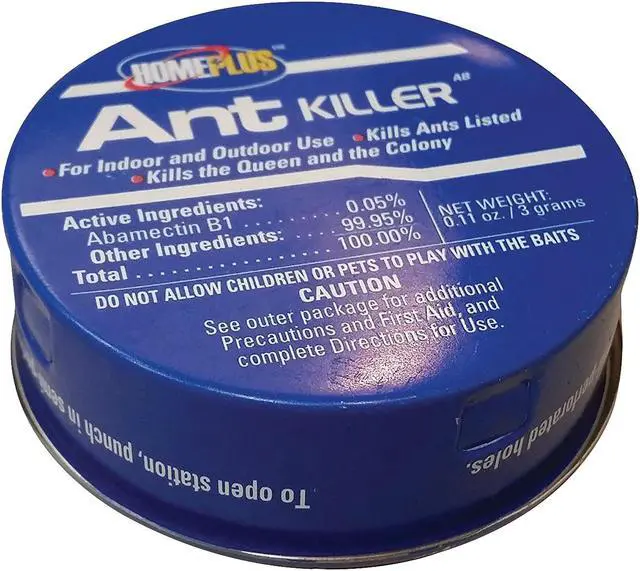 HOMEPLUS™
Ant KILLER AB
• For Indoor and Outdoor Use • Kills Ants Listed
• Kills the Queen and the Colony
Active Ingredients:
Abamectin B1 . . . . . . . . . . 0.05%
Other Ingredients: . . . . 99.95%
Total . . . . . . . . . . . . . . . . . . 100.00%
NET WEIGHT:
0.11 oz. / 3 grams
DO NOT ALLOW CHILDREN OR PETS TO PLAY WITH THE BAITS
CAUTION
See outer package for additional
Precautions and First Aid, and
complete Directions for Use.
To open station, punch in semi-
perforated holes.